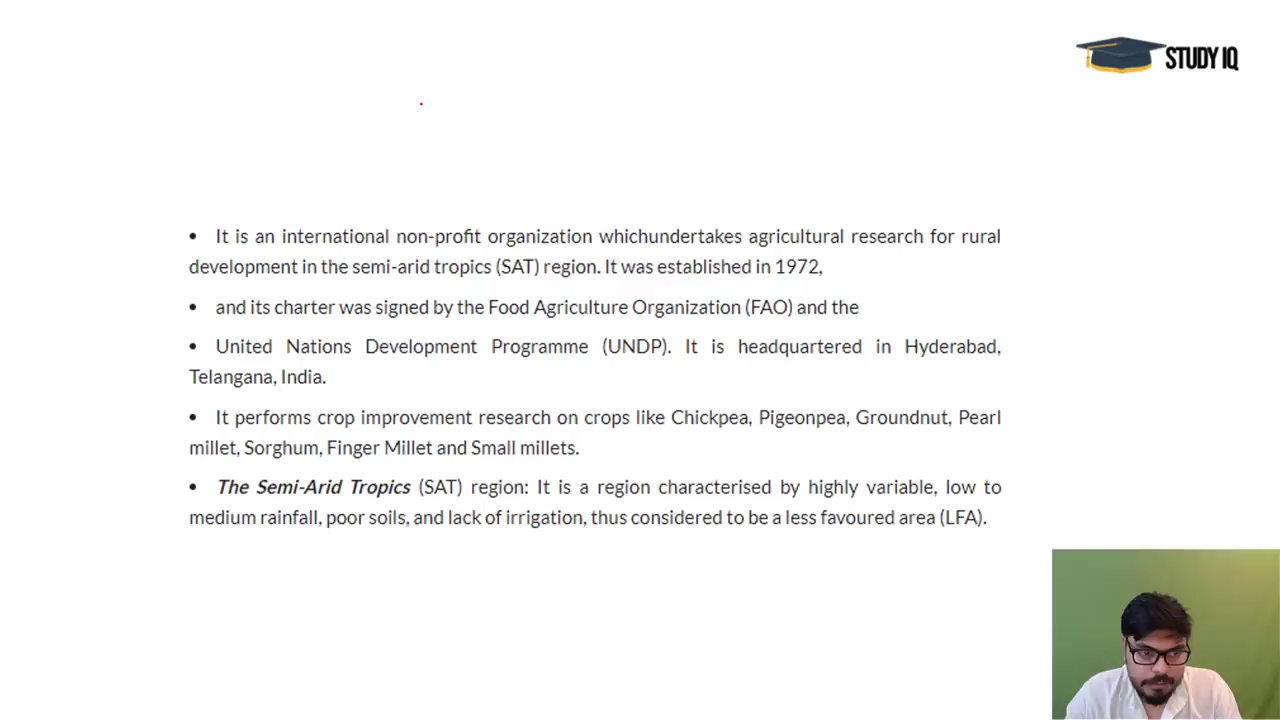 STUDY IQ
• It is an international non-profit organization whichundertakes agricultural research for rural
development in the semi-arid tropics (SAT) region. It was established in 1972,
• and its charter was signed by the Food Agriculture Organization (FAO) and the
• United Nations Development Programme (UNDP). It is headquartered in Hyderabad,
Telangana, India.
• It performs crop improvement research on crops like Chickpea, Pigeonpea, Groundnut, Pearl
millet, Sorghum, Finger Millet and Small millets.
• The Semi-Arid Tropics (SAT) region: It is a region characterised by highly variable, low to
medium rainfall, poor soils, and lack of irrigation, thus considered to be a less favoured area (LFA).